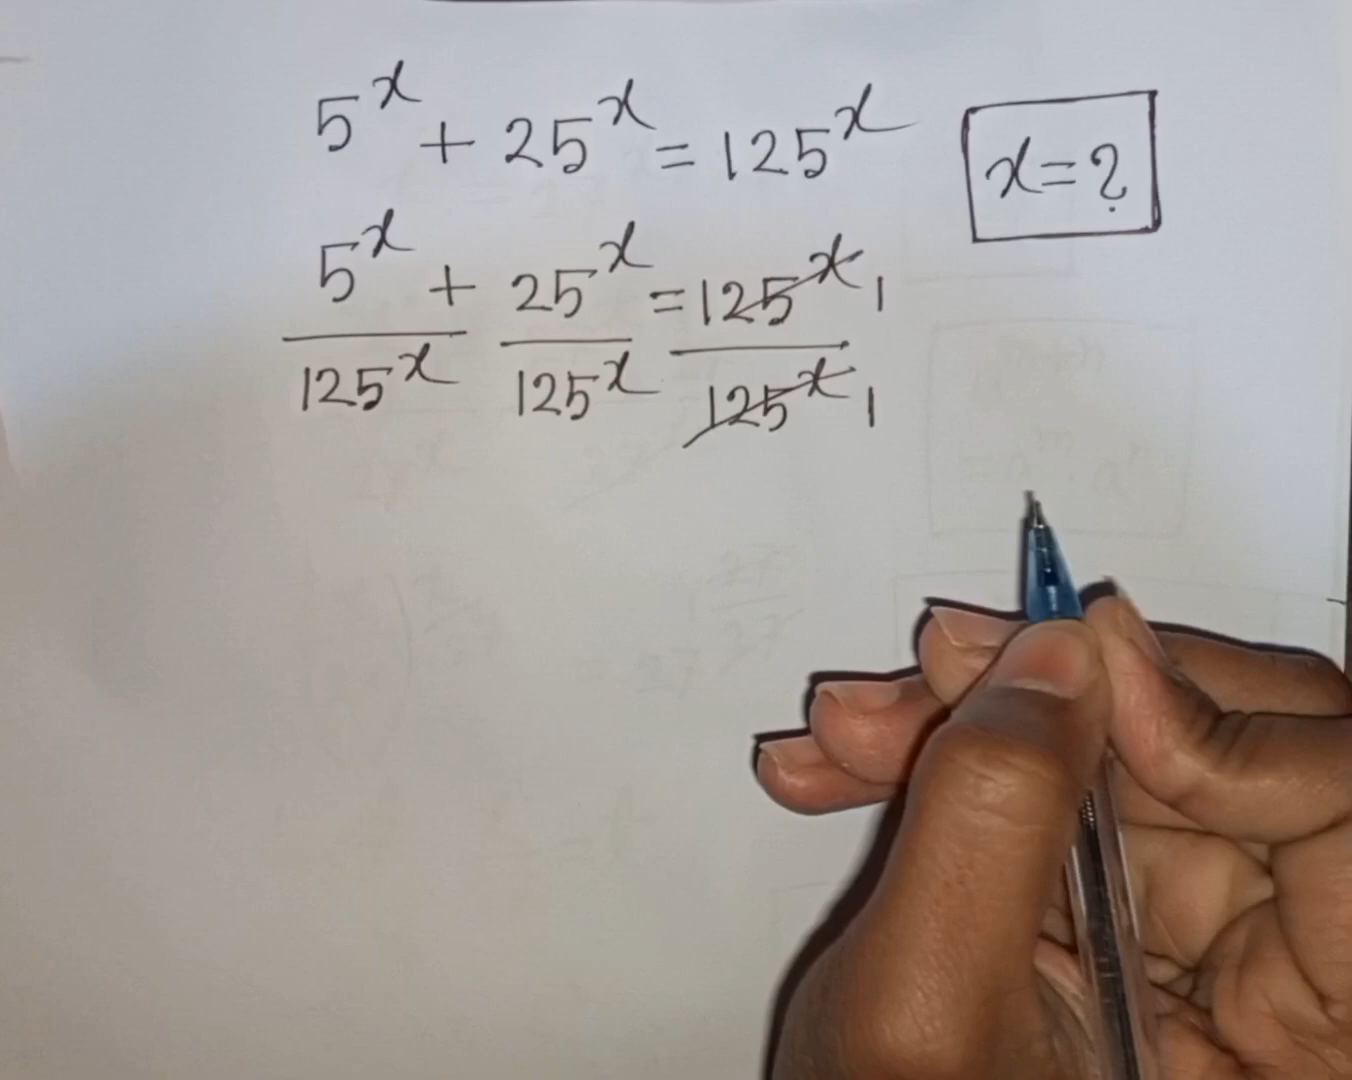 5^x + 25^x = 125^x    x = ?
5^x/125^x + 25^x/125^x = 125^x/125^x 1/1